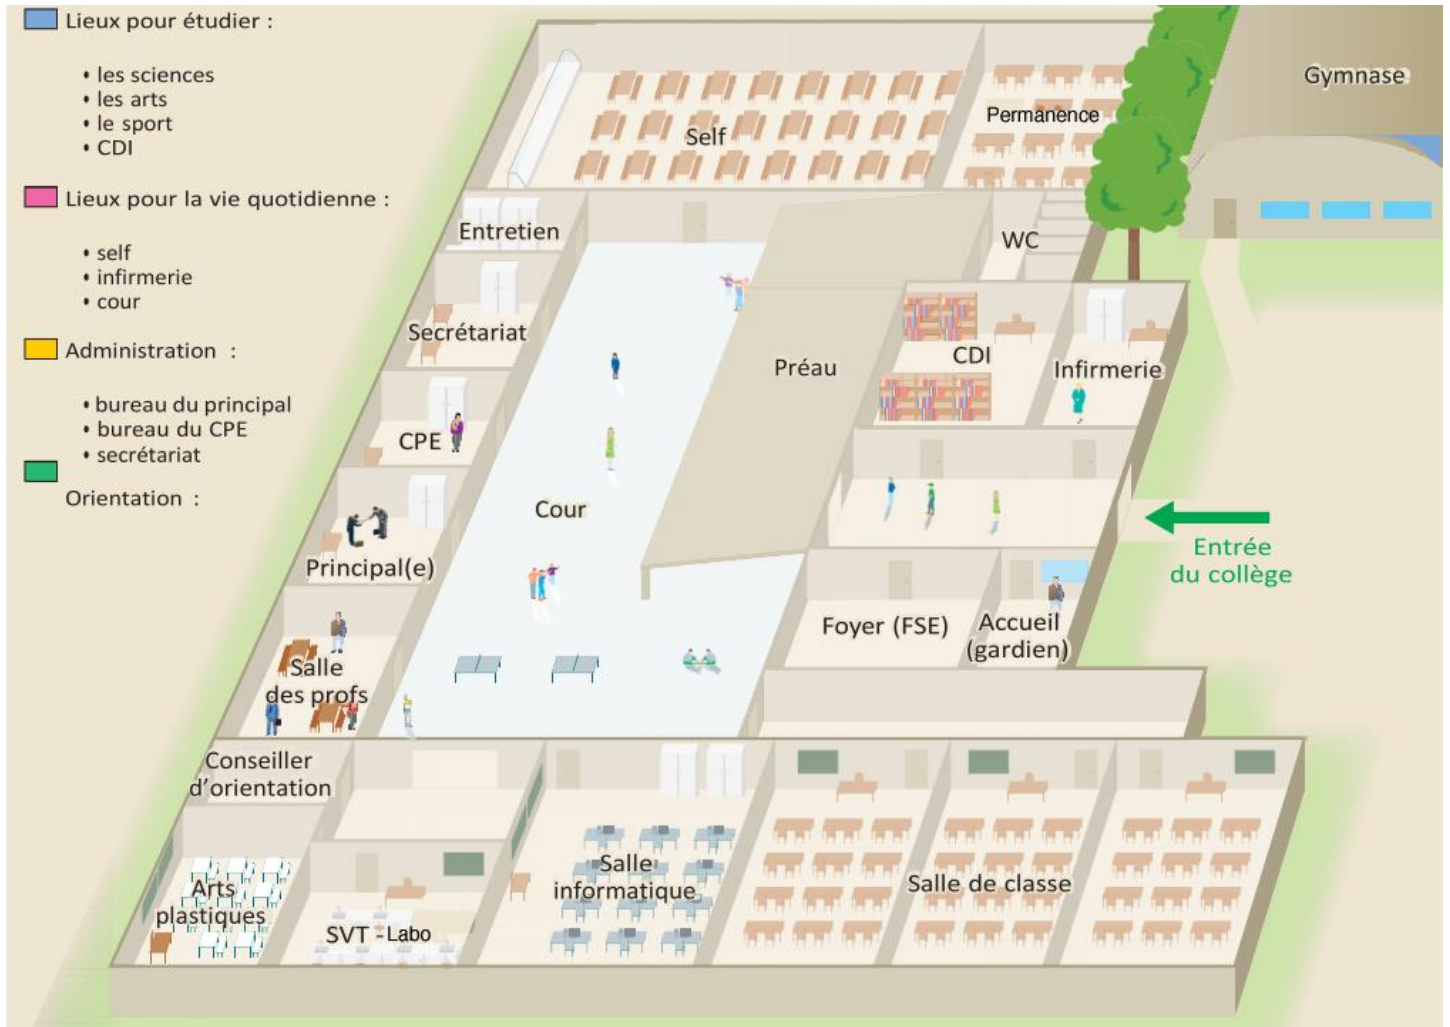 Lieux pour étudier :
• les sciences
• les arts
• le sport
• CDI
Lieux pour la vie quotidienne :
• self
• infirmerie
• cour
Administration :
• bureau du principal
• bureau du CPE
• secrétariat
Orientation :
Gymnase
Permanence
Self
Entretien
WC
Secrétariat
Préau
CDI
Infirmerie
CPE
Cour
Principal(e)
Entrée
du collège
Foyer (FSE)
Accueil
(gardien)
Salle
des profs
Conseiller
d'orientation
Arts
plastiques
SVT - Labo
Salle
informatique
Salle de classe